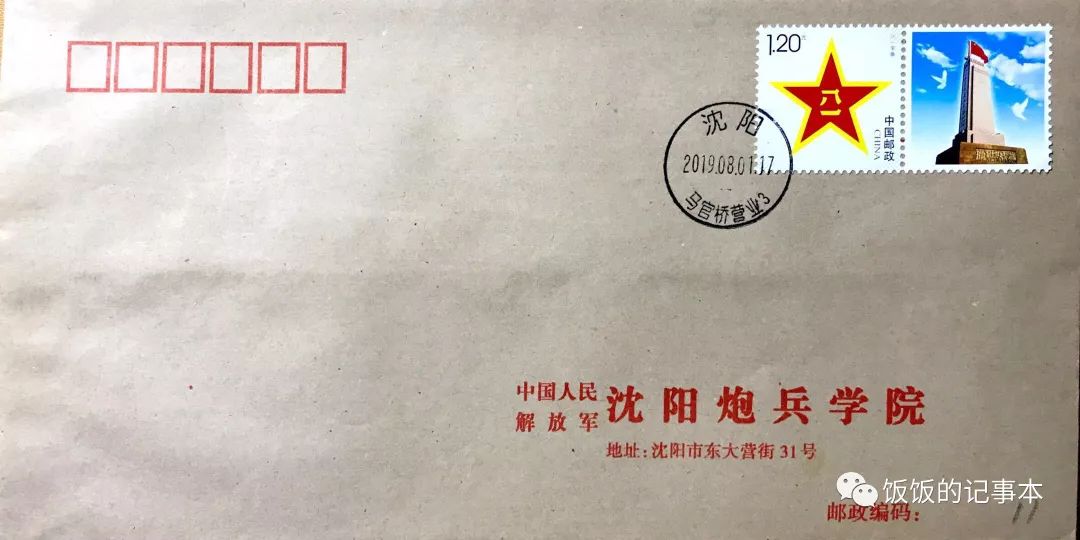 1.20元
八一
中国邮政
CHINA
沈阳
2019.08.01.17
马官桥营业3
中国人民
解放军
沈阳炮兵学院
地址:沈阳市东大营街31号
邮政编码:
11
饭饭的记事本